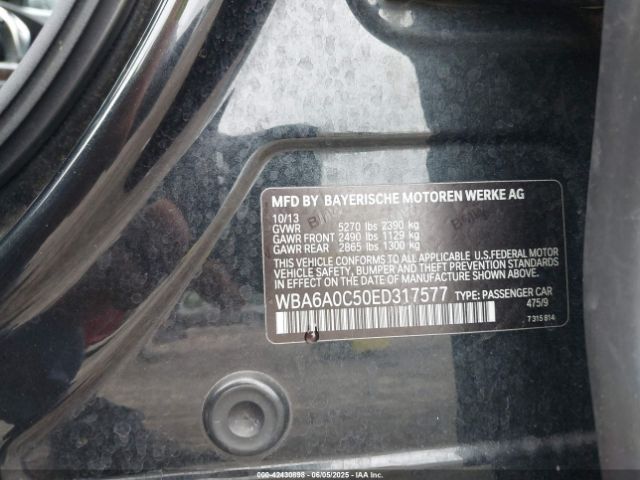 MFD BY BAYERISCHE MOTOREN WERKE AG
10/13
GVWR 5270 lbs 2390 kg
GAWR FRONT 2490 lbs 1129 kg
GAWR REAR 2865 lbs 1300 kg
THIS VEHICLE CONFORMS TO ALL APPLICABLE U.S.FEDERAL MOTOR
VEHICLE SAFETY, BUMPER AND THEFT PREVENTION STANDARDS
IN EFFECT ON THE DATE OF MANUFACTURE SHOWN ABOVE.
WBA6A0C50ED317577 TYPE: PASSENGER CAR
475/9
7 315 814
000-42430898 - 06/05/2025 - IAA Inc.